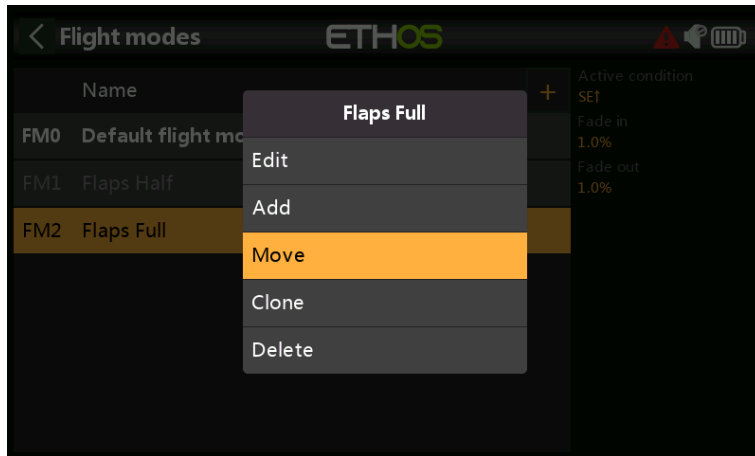 Flight modes
ETHOS
Name
+
Active condition
SE↑
Fade in
1.0%
Fade out
1.0%
FM0 Default flight mo
FM1 Flaps Half
FM2 Flaps Full
Flaps Full
Edit
Add
Move
Clone
Delete